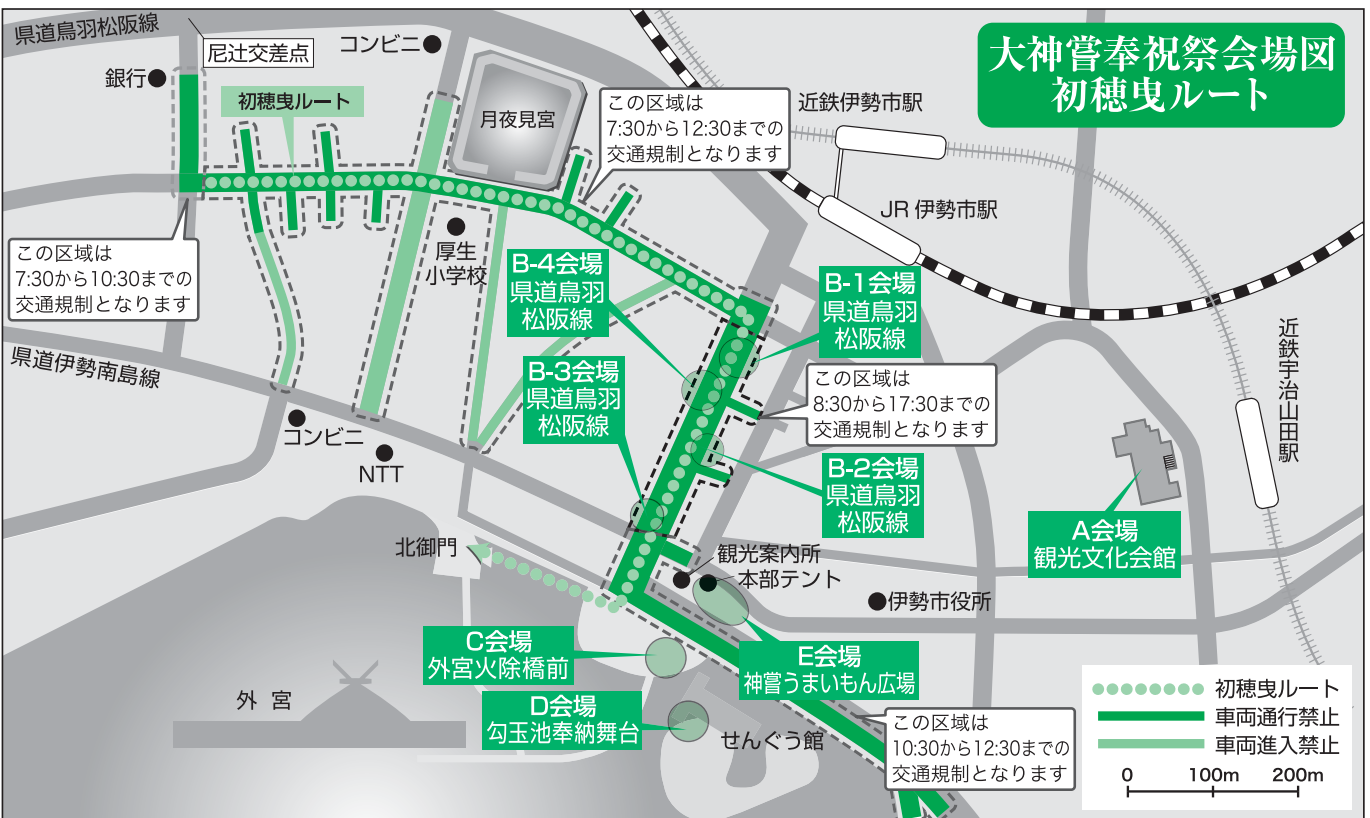 大神嘗奉祝祭会場図
初穂曳ルート
県道鳥羽松阪線
尼辻交差点
銀行
コンビニ
初穂曳ルート
月夜見宮
この区域は
7:30から12:30までの
交通規制となります
近鉄伊勢市駅
JR 伊勢市駅
この区域は
7:30から10:30までの
交通規制となります
厚生
小学校
B-4会場
県道鳥羽
松阪線
B-1会場
県道鳥羽
松阪線
県道伊勢南島線
B-3会場
県道鳥羽
松阪線
この区域は
8:30から17:30までの
交通規制となります
近鉄宇治山田駅
コンビニ
NTT
B-2会場
県道鳥羽
松阪線
A会場
観光文化会館
北御門
観光案内所
本部テント
伊勢市役所
C会場
外宮火除橋前
E会場
神嘗うまいもん広場
外宮
D会場
勾玉池奉納舞台
せんぐう館
この区域は
10:30から12:30までの
交通規制となります
初穂曳ルート
車両通行禁止
車両進入禁止
0 100m 200m